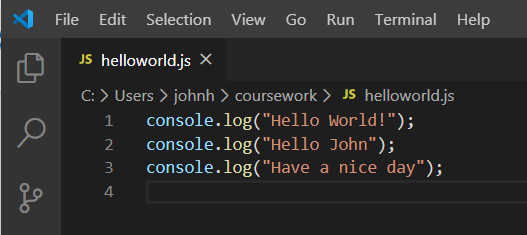 File Edit Selection View Go Run Terminal Help
JS helloworld.js ×
C: > Users > johnh > coursework > JS helloworld.js
1 console.log("Hello World!");
2 console.log("Hello John");
3 console.log("Have a nice day");
4